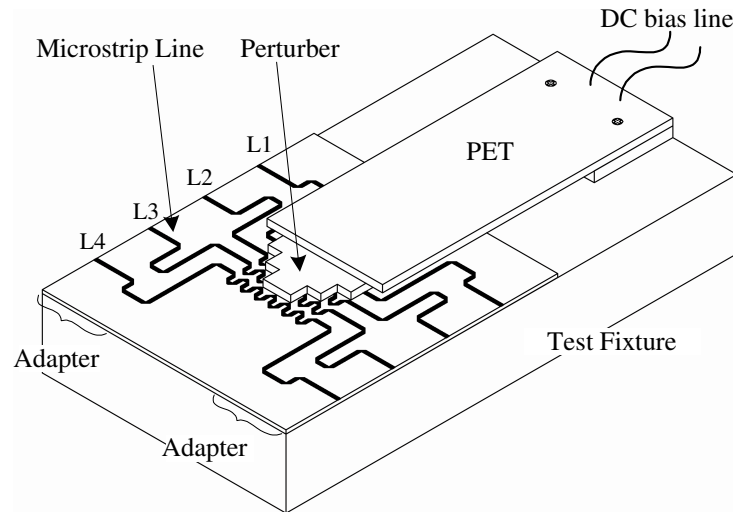 DC bias line
Microstrip Line
Perturber
PET
L1
L2
L3
L4
Test Fixture
Adapter
Adapter